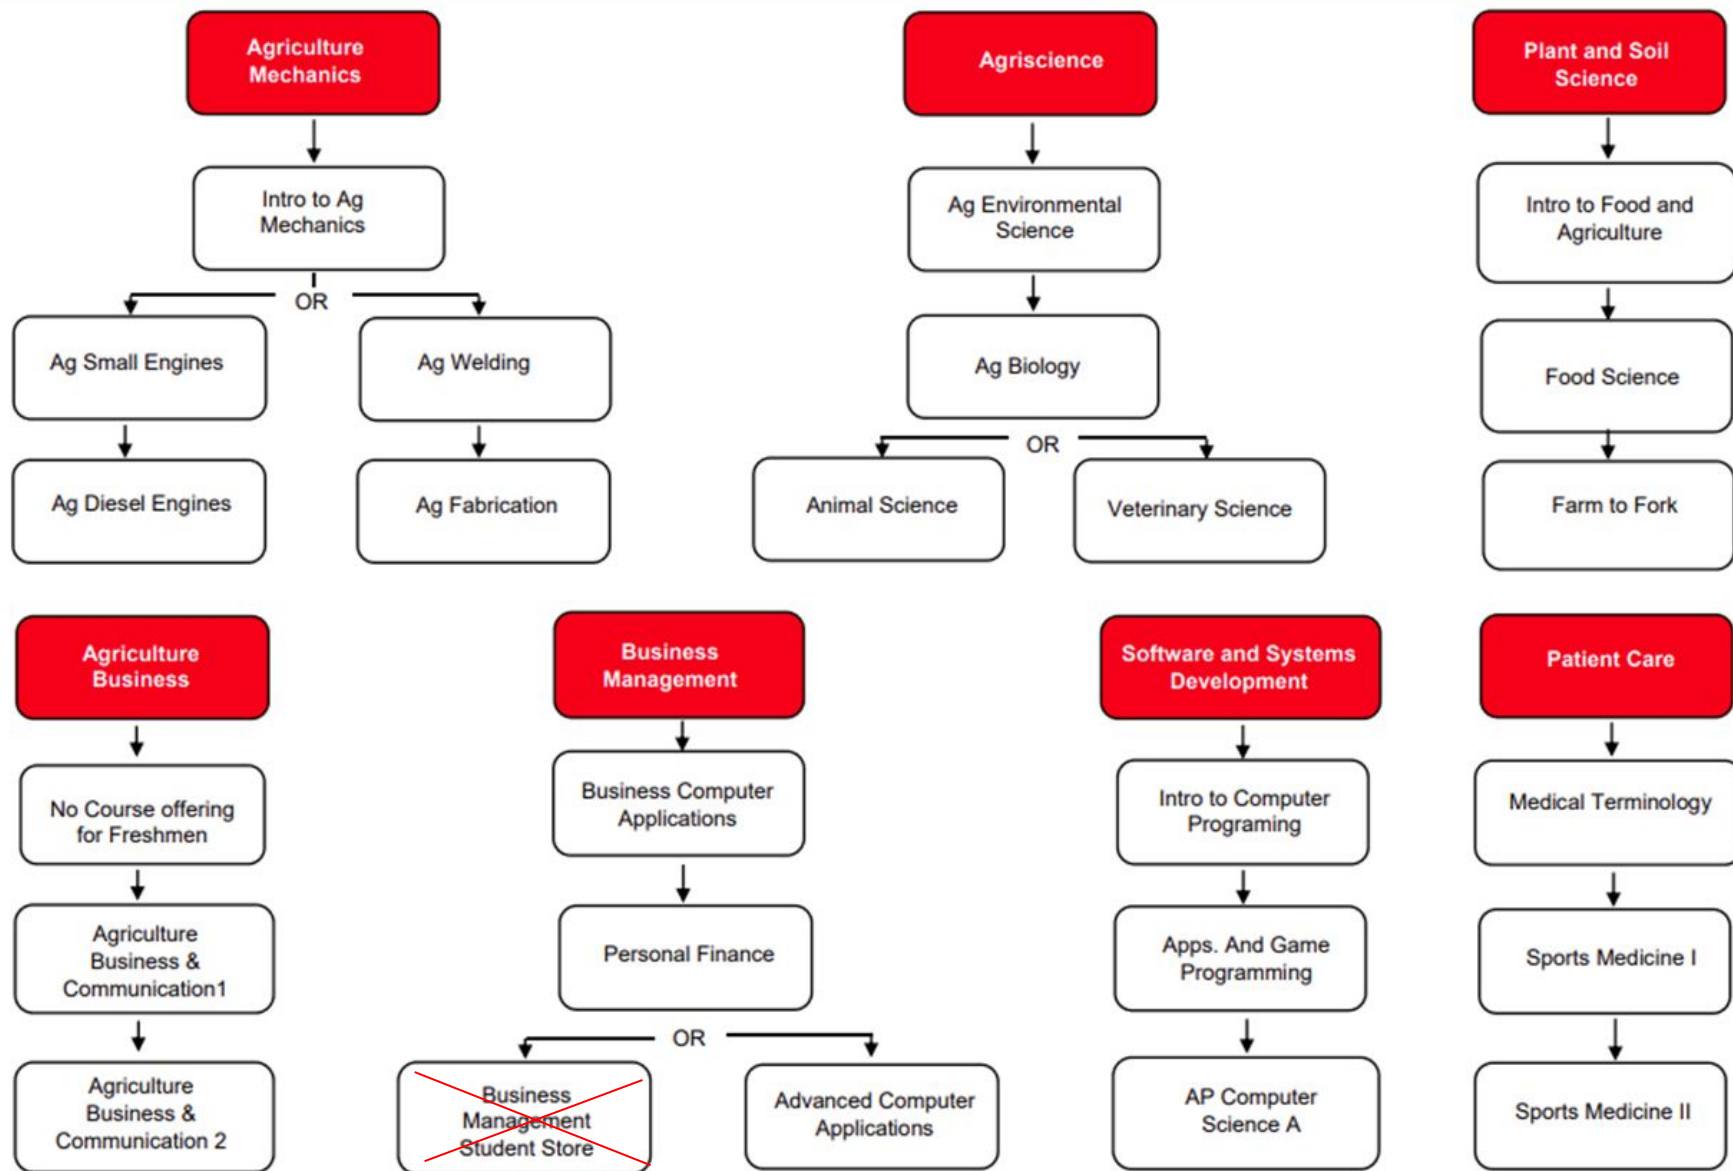 Agriculture
Mechanics
Intro to Ag
Mechanics
OR
Ag Small Engines
Ag Welding
Ag Diesel Engines
Ag Fabrication
Agriscience
Ag Environmental
Science
Ag Biology
OR
Animal Science
Veterinary Science
Plant and Soil
Science
Intro to Food and
Agriculture
Food Science
Farm to Fork
Agriculture
Business
No Course offering
for Freshmen
Agriculture
Business &
Communication1
Agriculture
Business &
Communication 2
Business
Management
Business Computer
Applications
Personal Finance
OR
Business
Management
Student Store
Advanced Computer
Applications
Software and Systems
Development
Intro to Computer
Programing
Apps. And Game
Programming
AP Computer
Science A
Patient Care
Medical Terminology
Sports Medicine I
Sports Medicine II